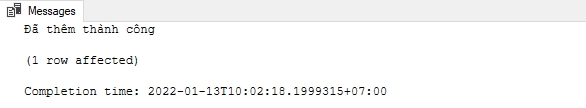 Messages
Đã thêm thành công
(1 row affected)
Completion time: 2022-01-13T10:02:18.1999315+07:00